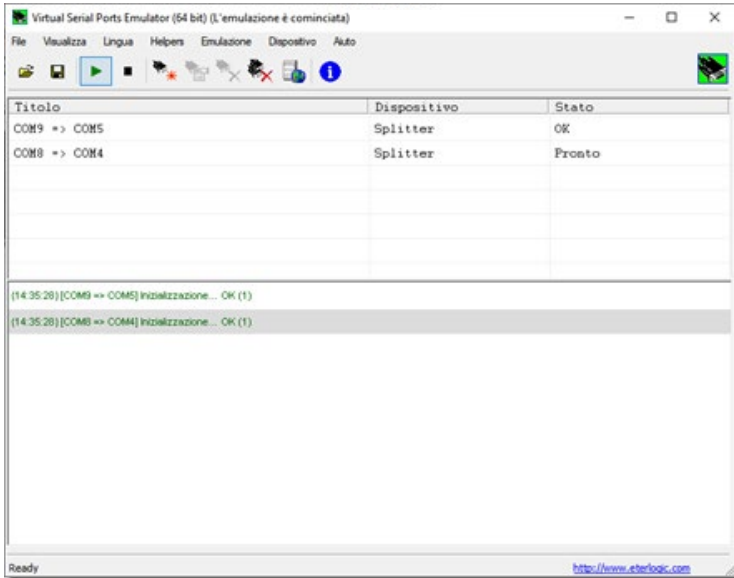 Virtual Serial Ports Emulator (64 bit) (L'emulazione è cominciata)
File Visualizza Lingua Helpers Emulazione Dispositivo Aiuto
Titolo Dispositivo Stato
COM9 => COM5 Splitter OK
COM8 => COM4 Splitter Pronto
(14:35:28) [COM9 => COM5] Inizializzazione... OK (1)
(14:35:28) [COM8 => COM4] Inizializzazione... OK (1)
Ready http://www.eterlogic.com